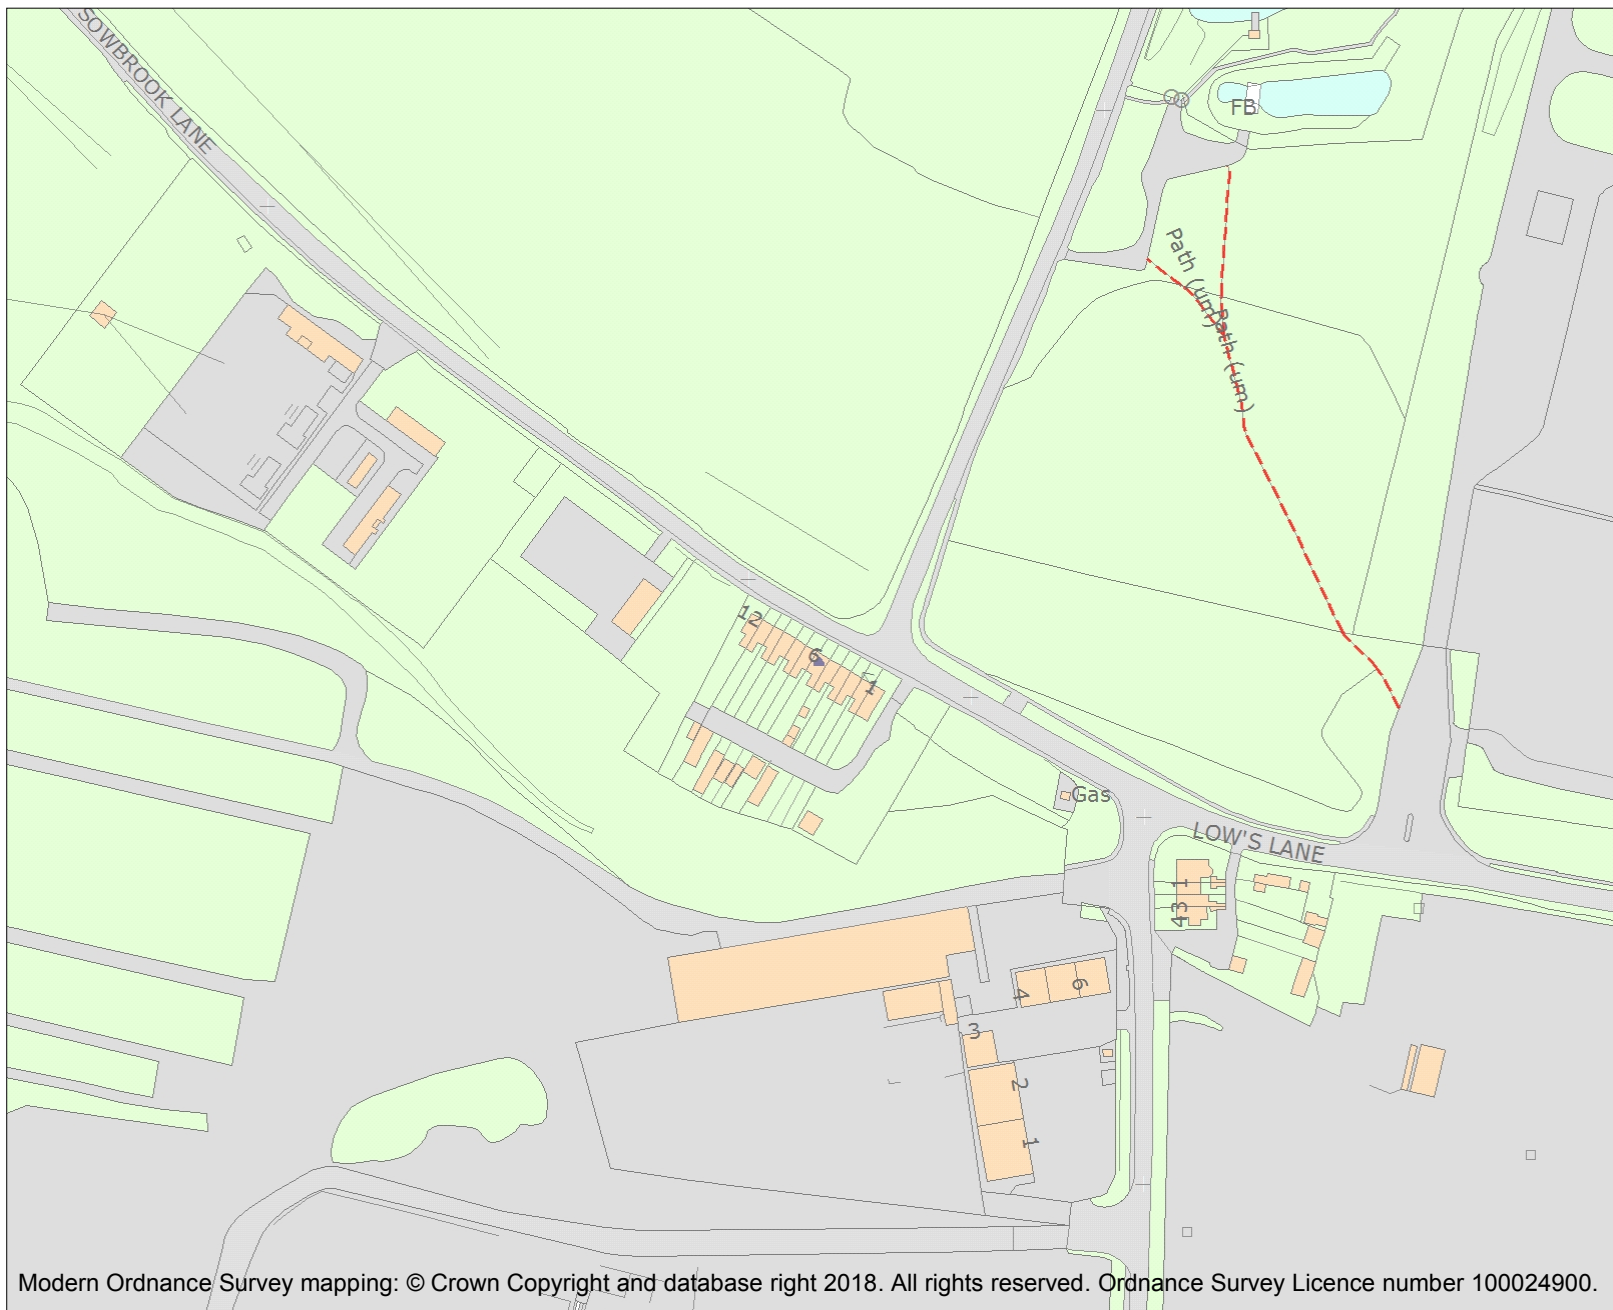 SOWBROOK LANE
FB
Path (um)
Path (um)
12
6
1
Gas
LOW'S LANE
1
3
4
4
6
3
2
1
Modern Ordnance Survey mapping: © Crown Copyright and database right 2018. All rights reserved. Ordnance Survey Licence number 100024900.